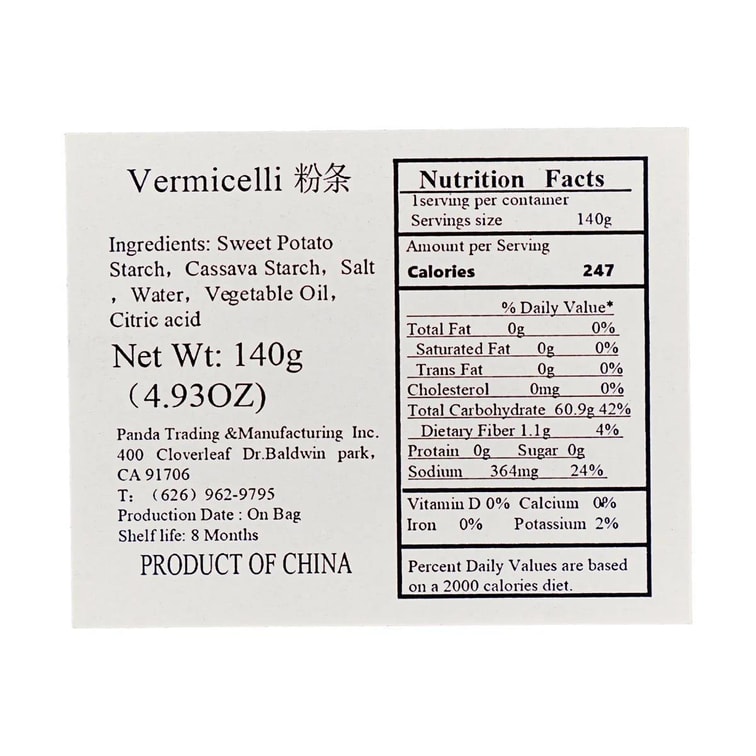 Vermicelli 粉条
Ingredients: Sweet Potato
Starch, Cassava Starch, Salt
, Water, Vegetable Oil,
Citric acid
Net Wt: 140g
(4.93OZ)
Panda Trading &Manufacturing Inc.
400 Cloverleaf Dr.Baldwin park,
CA 91706
T: (626) 962-9795
Production Date : On Bag
Shelf life: 8 Months
PRODUCT OF CHINA
Nutrition Facts
1serving per container
Servings size 140g
Amount per Serving
Calories 247
% Daily Value*
Total Fat 0g 0%
Saturated Fat 0g 0%
Trans Fat 0g 0%
Cholesterol 0mg 0%
Total Carbohydrate 60.9g 42%
Dietary Fiber 1.1g 4%
Protein 0g Sugar 0g
Sodium 364mg 24%
Vitamin D 0% Calcium 0%
Iron 0% Potassium 2%
Percent Daily Values are based
on a 2000 calories diet.